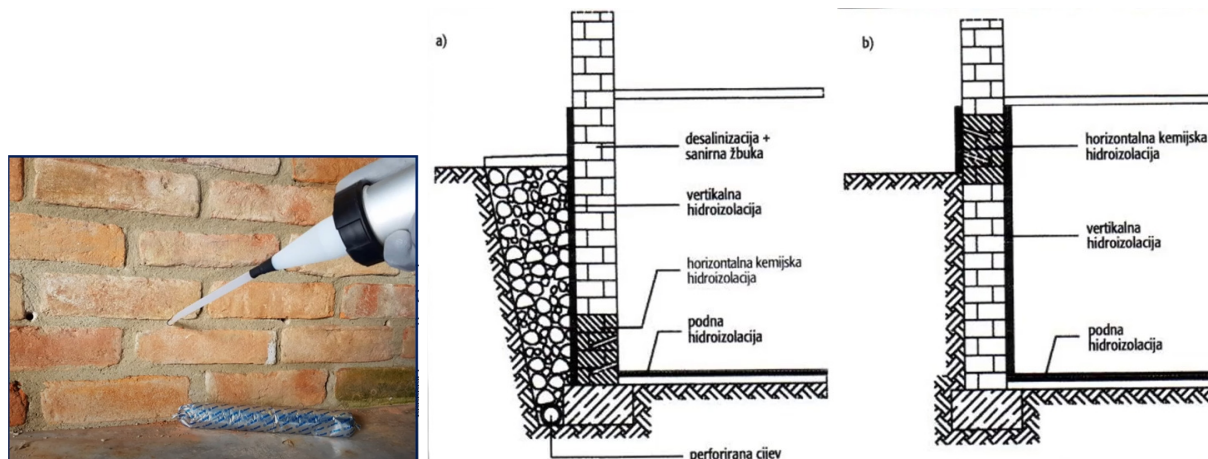 a)
desalinizacija +
sanirna žbuka
vertikalna
hidroizolacija
horizontalna kemijska
hidroizolacija
podna
hidroizolacija
perforirana cijev
b)
horizontalna kemijska
hidroizolacija
vertikalna
hidroizolacija
podna
hidroizolacija